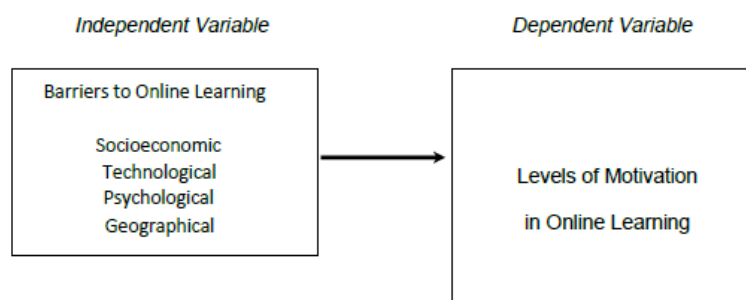 Independent Variable
Dependent Variable
Barriers to Online Learning
Socioeconomic
Technological
Psychological
Geographical
Levels of Motivation
in Online Learning